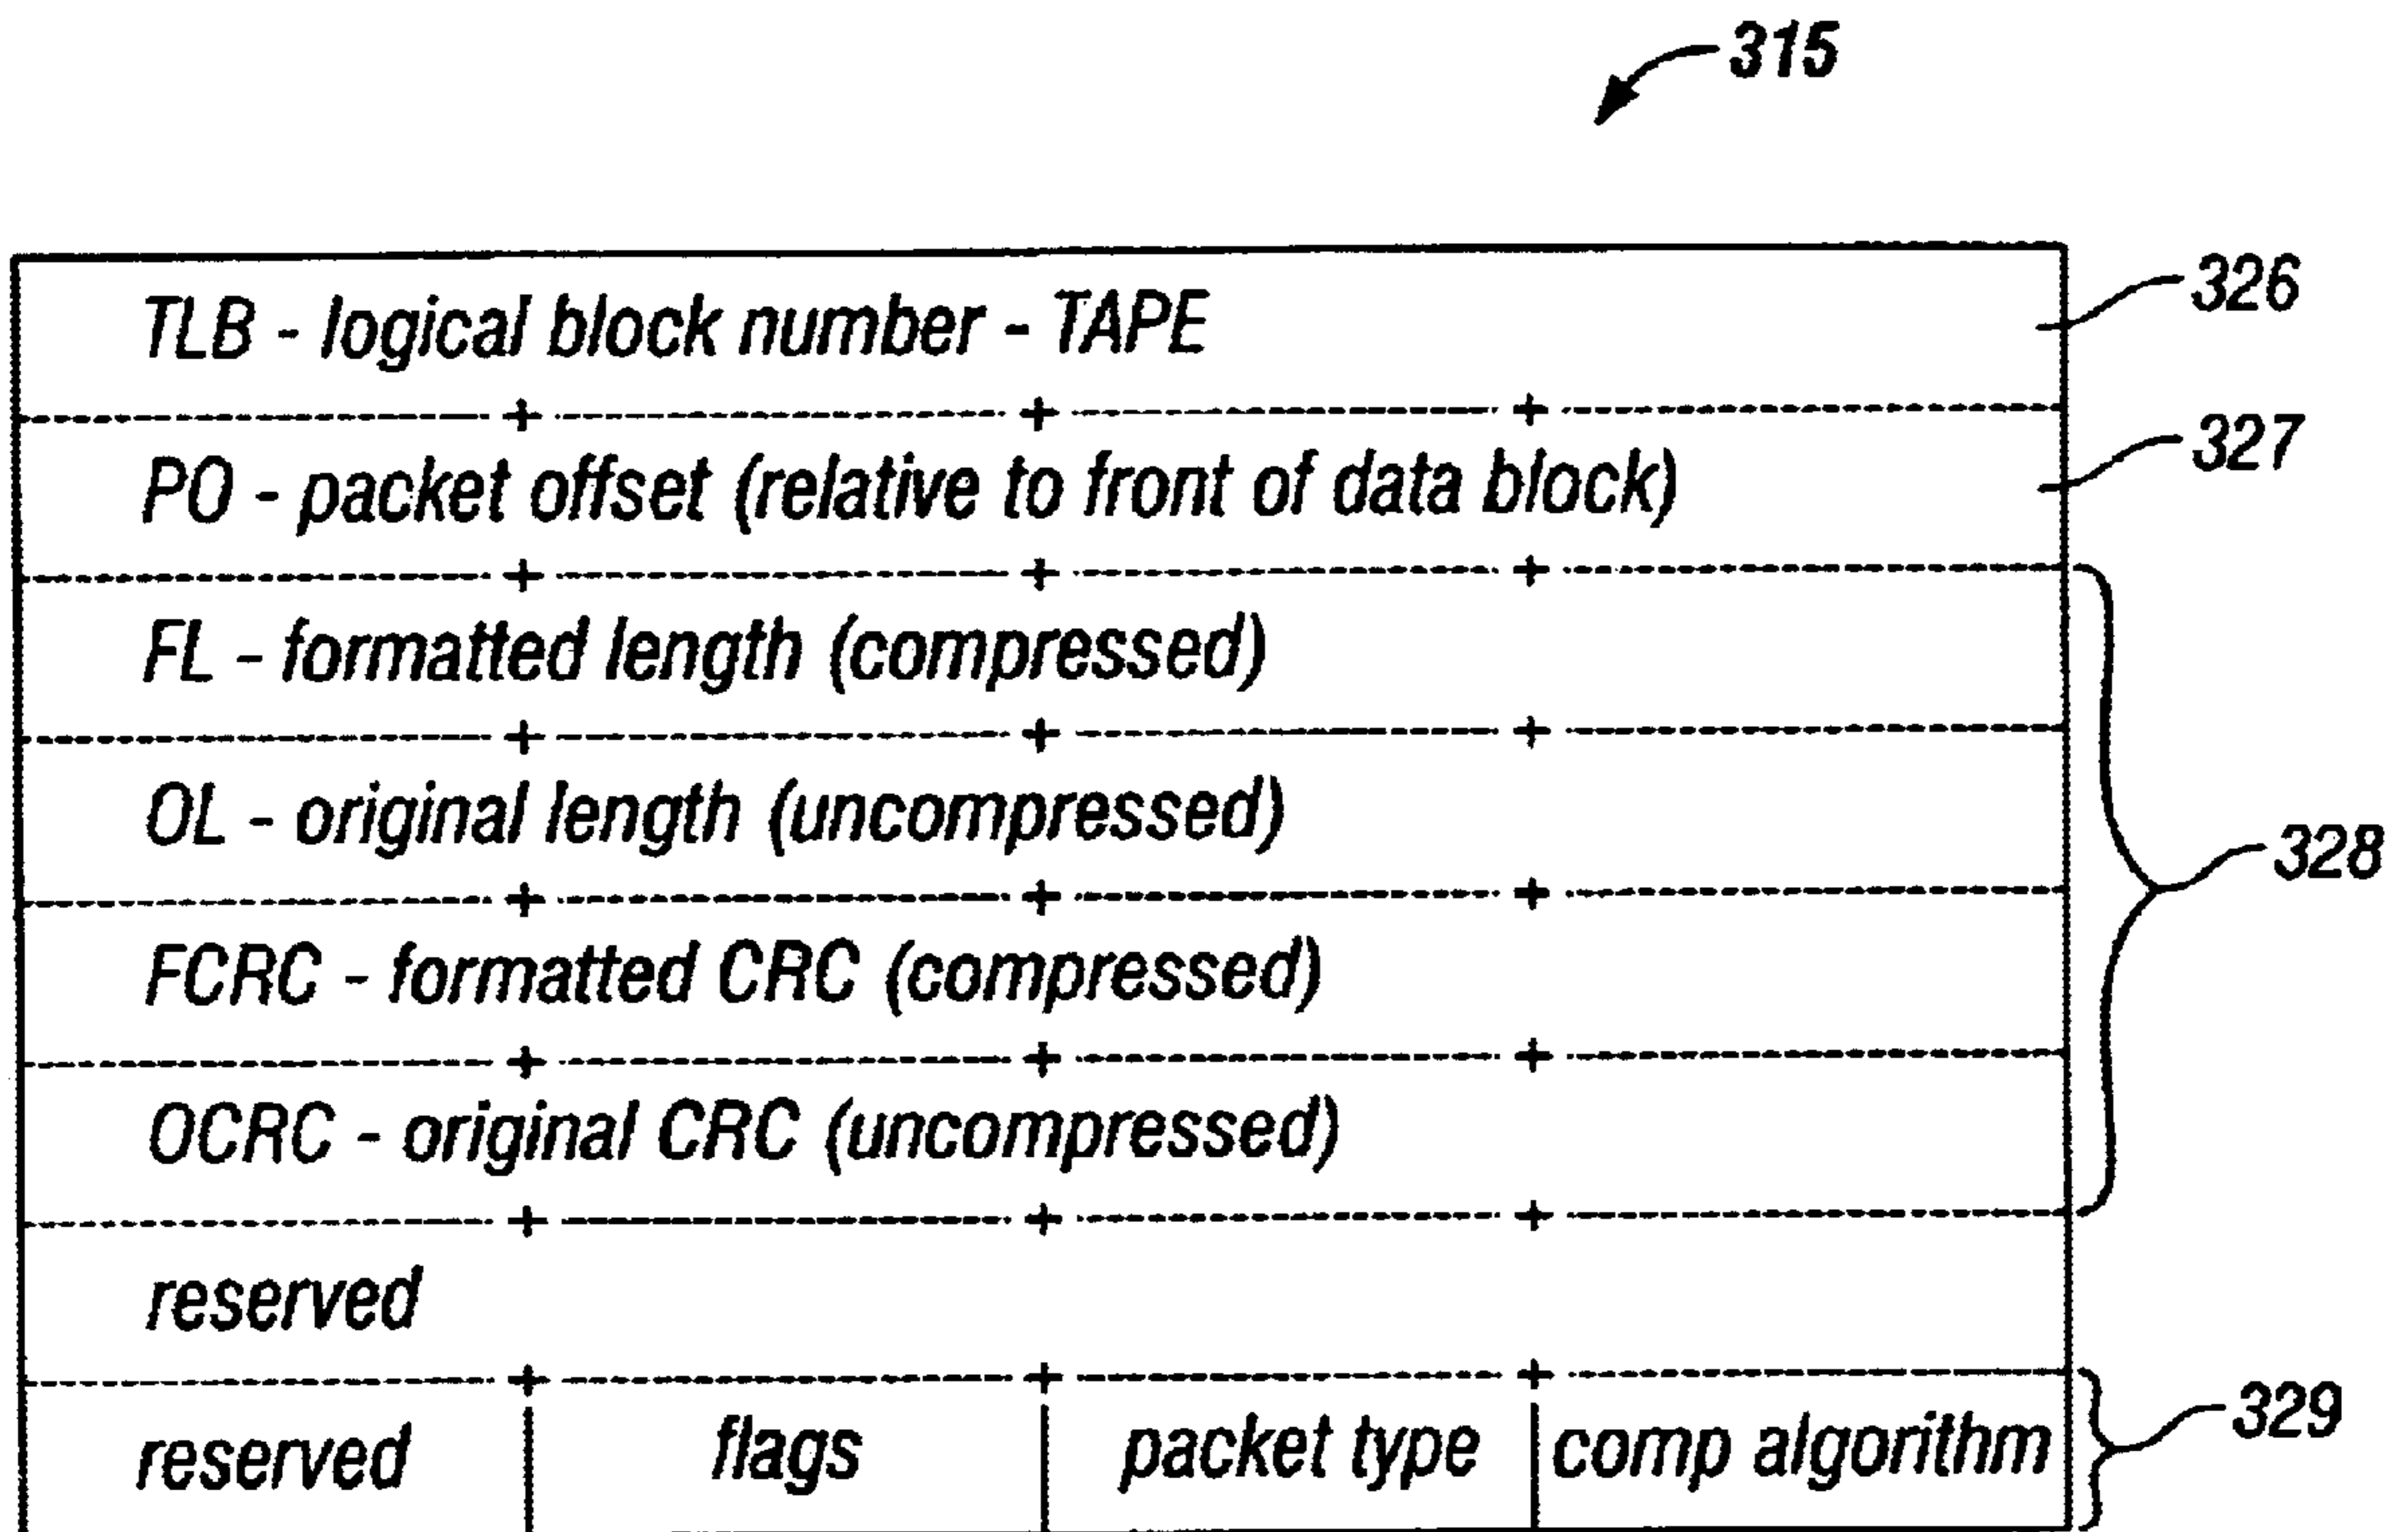 315
TLB - logical block number - TAPE
326
PO - packet offset (relative to front of data block)
327
FL - formatted length (compressed)
OL - original length (uncompressed)
328
FCRC - formatted CRC (compressed)
OCRC - original CRC (uncompressed)
reserved
reserved flags packet type comp algorithm
329